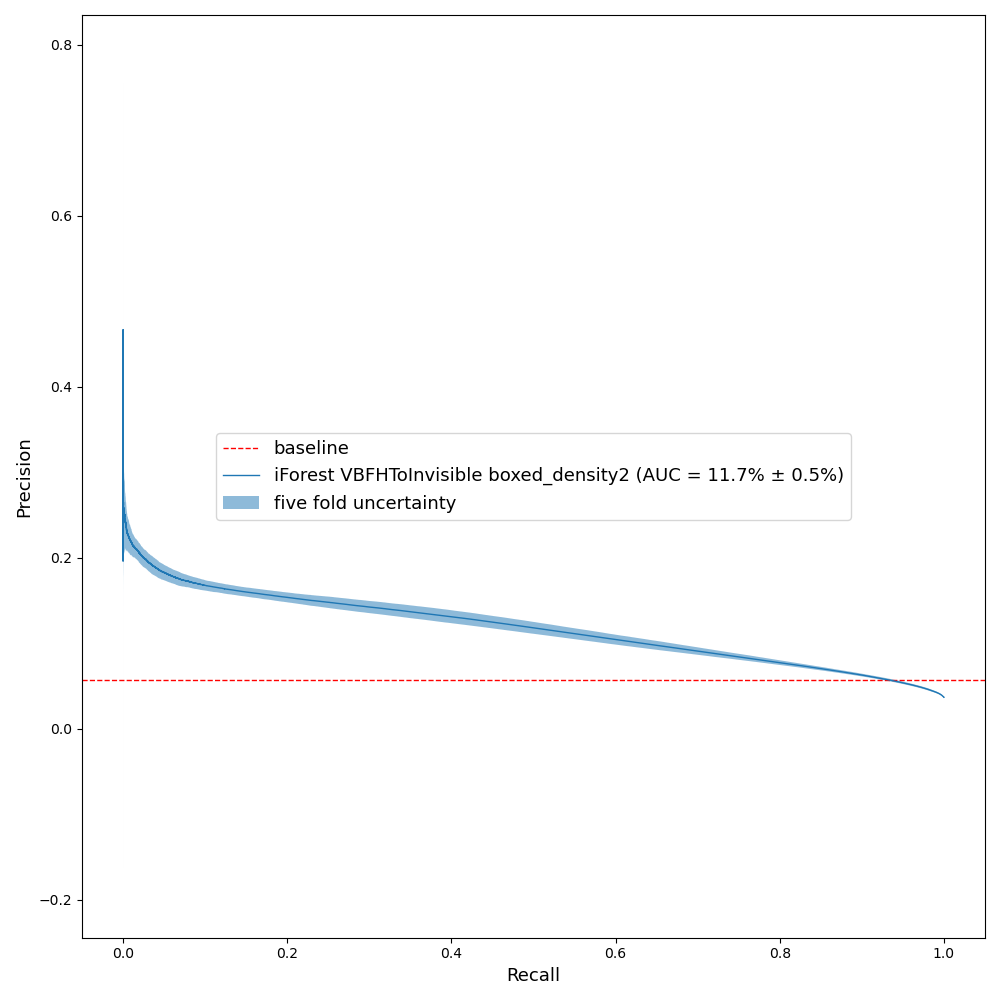 0.8
0.6
0.4
0.2
0.0
−0.2
Precision
baseline
iForest VBFHToInvisible boxed_density2 (AUC = 11.7% ± 0.5%)
five fold uncertainty
0.0 0.2 0.4 0.6 0.8 1.0
Recall